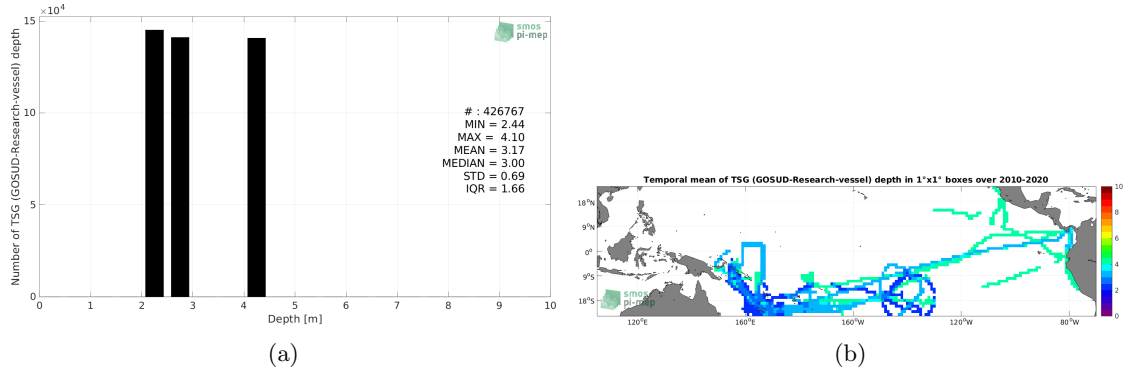 ×10⁴
15
10
5
0
Number of TSG (GOSUD-Research-vessel) depth
smos
pi-mep
# : 426767
MIN = 2.44
MAX = 4.10
MEAN = 3.17
MEDIAN = 3.00
STD = 0.69
IQR = 1.66
0 1 2 3 4 5 6 7 8 9 10
Depth [m]
(a)
Temporal mean of TSG (GOSUD-Research-vessel) depth in 1°x1° boxes over 2010-2020
18°N
9°N
0°
9°S
18°S
smos
pi-mep
120°E 160°E 160°W 120°W 80°W
10
8
6
4
2
0
(b)